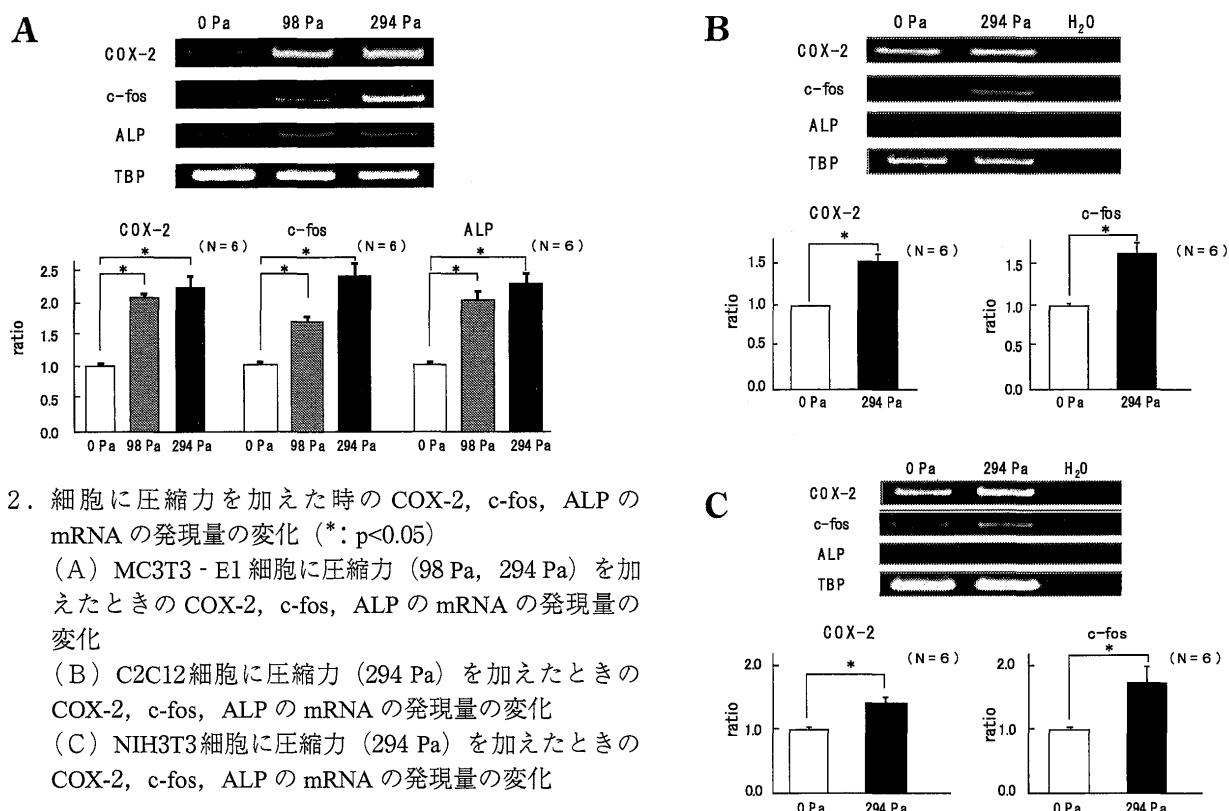 A
0 Pa 98 Pa 294 Pa
COX-2
c-fos
ALP
TBP
COX-2 c-fos ALP
(N=6) (N=6) (N=6)
* * *
* * *
ratio
2.5
2.0
1.5
1.0
0.5
0.0
0 Pa 98 Pa 294 Pa 0 Pa 98 Pa 294 Pa 0 Pa 98 Pa 294 Pa
2. 細胞に圧縮力を加えた時の COX-2, c-fos, ALP の
mRNA の発現量の変化 (*: p<0.05)
(A) MC3T3 - E1 細胞に圧縮力 (98 Pa, 294 Pa) を加
えたときの COX-2, c-fos, ALP の mRNA の発現量の
変化
(B) C2C12細胞に圧縮力 (294 Pa) を加えたときの
COX-2, c-fos, ALP の mRNA の発現量の変化
(C) NIH3T3細胞に圧縮力 (294 Pa) を加えたときの
COX-2, c-fos, ALP の mRNA の発現量の変化
B
0 Pa 294 Pa H₂O
COX-2
c-fos
ALP
TBP
COX-2
*
(N=6)
ratio
1.5
1.0
0.0
0 Pa 294 Pa
c-fos
*
(N=6)
ratio
1.5
1.0
0.0
0 Pa 294 Pa
C
0 Pa 294 Pa H₂O
COX-2
c-fos
ALP
TBP
COX-2
*
(N=6)
ratio
2.0
1.0
0.0
0 Pa 294 Pa
c-fos
*
(N=6)
ratio
2.0
1.0
0.0
0 Pa 294 Pa